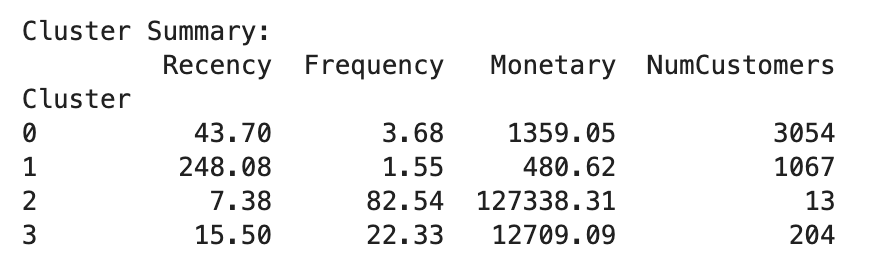 Cluster Summary:
Recency Frequency Monetary NumCustomers
Cluster
0 43.70 3.68 1359.05 3054
1 248.08 1.55 480.62 1067
2 7.38 82.54 127338.31 13
3 15.50 22.33 12709.09 204